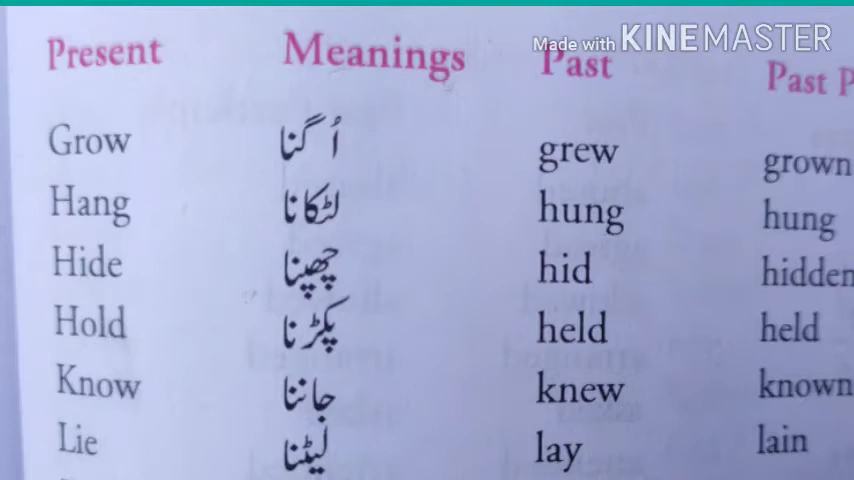 Made with KINEMASTER
Present Meanings Past Past P
Grow اُگنا grew grown
Hang لٹکانا hung hung
Hide چھپنا hid hidden
Hold پکڑنا held held
Know جاننا knew known
Lie لیٹنا lay lain